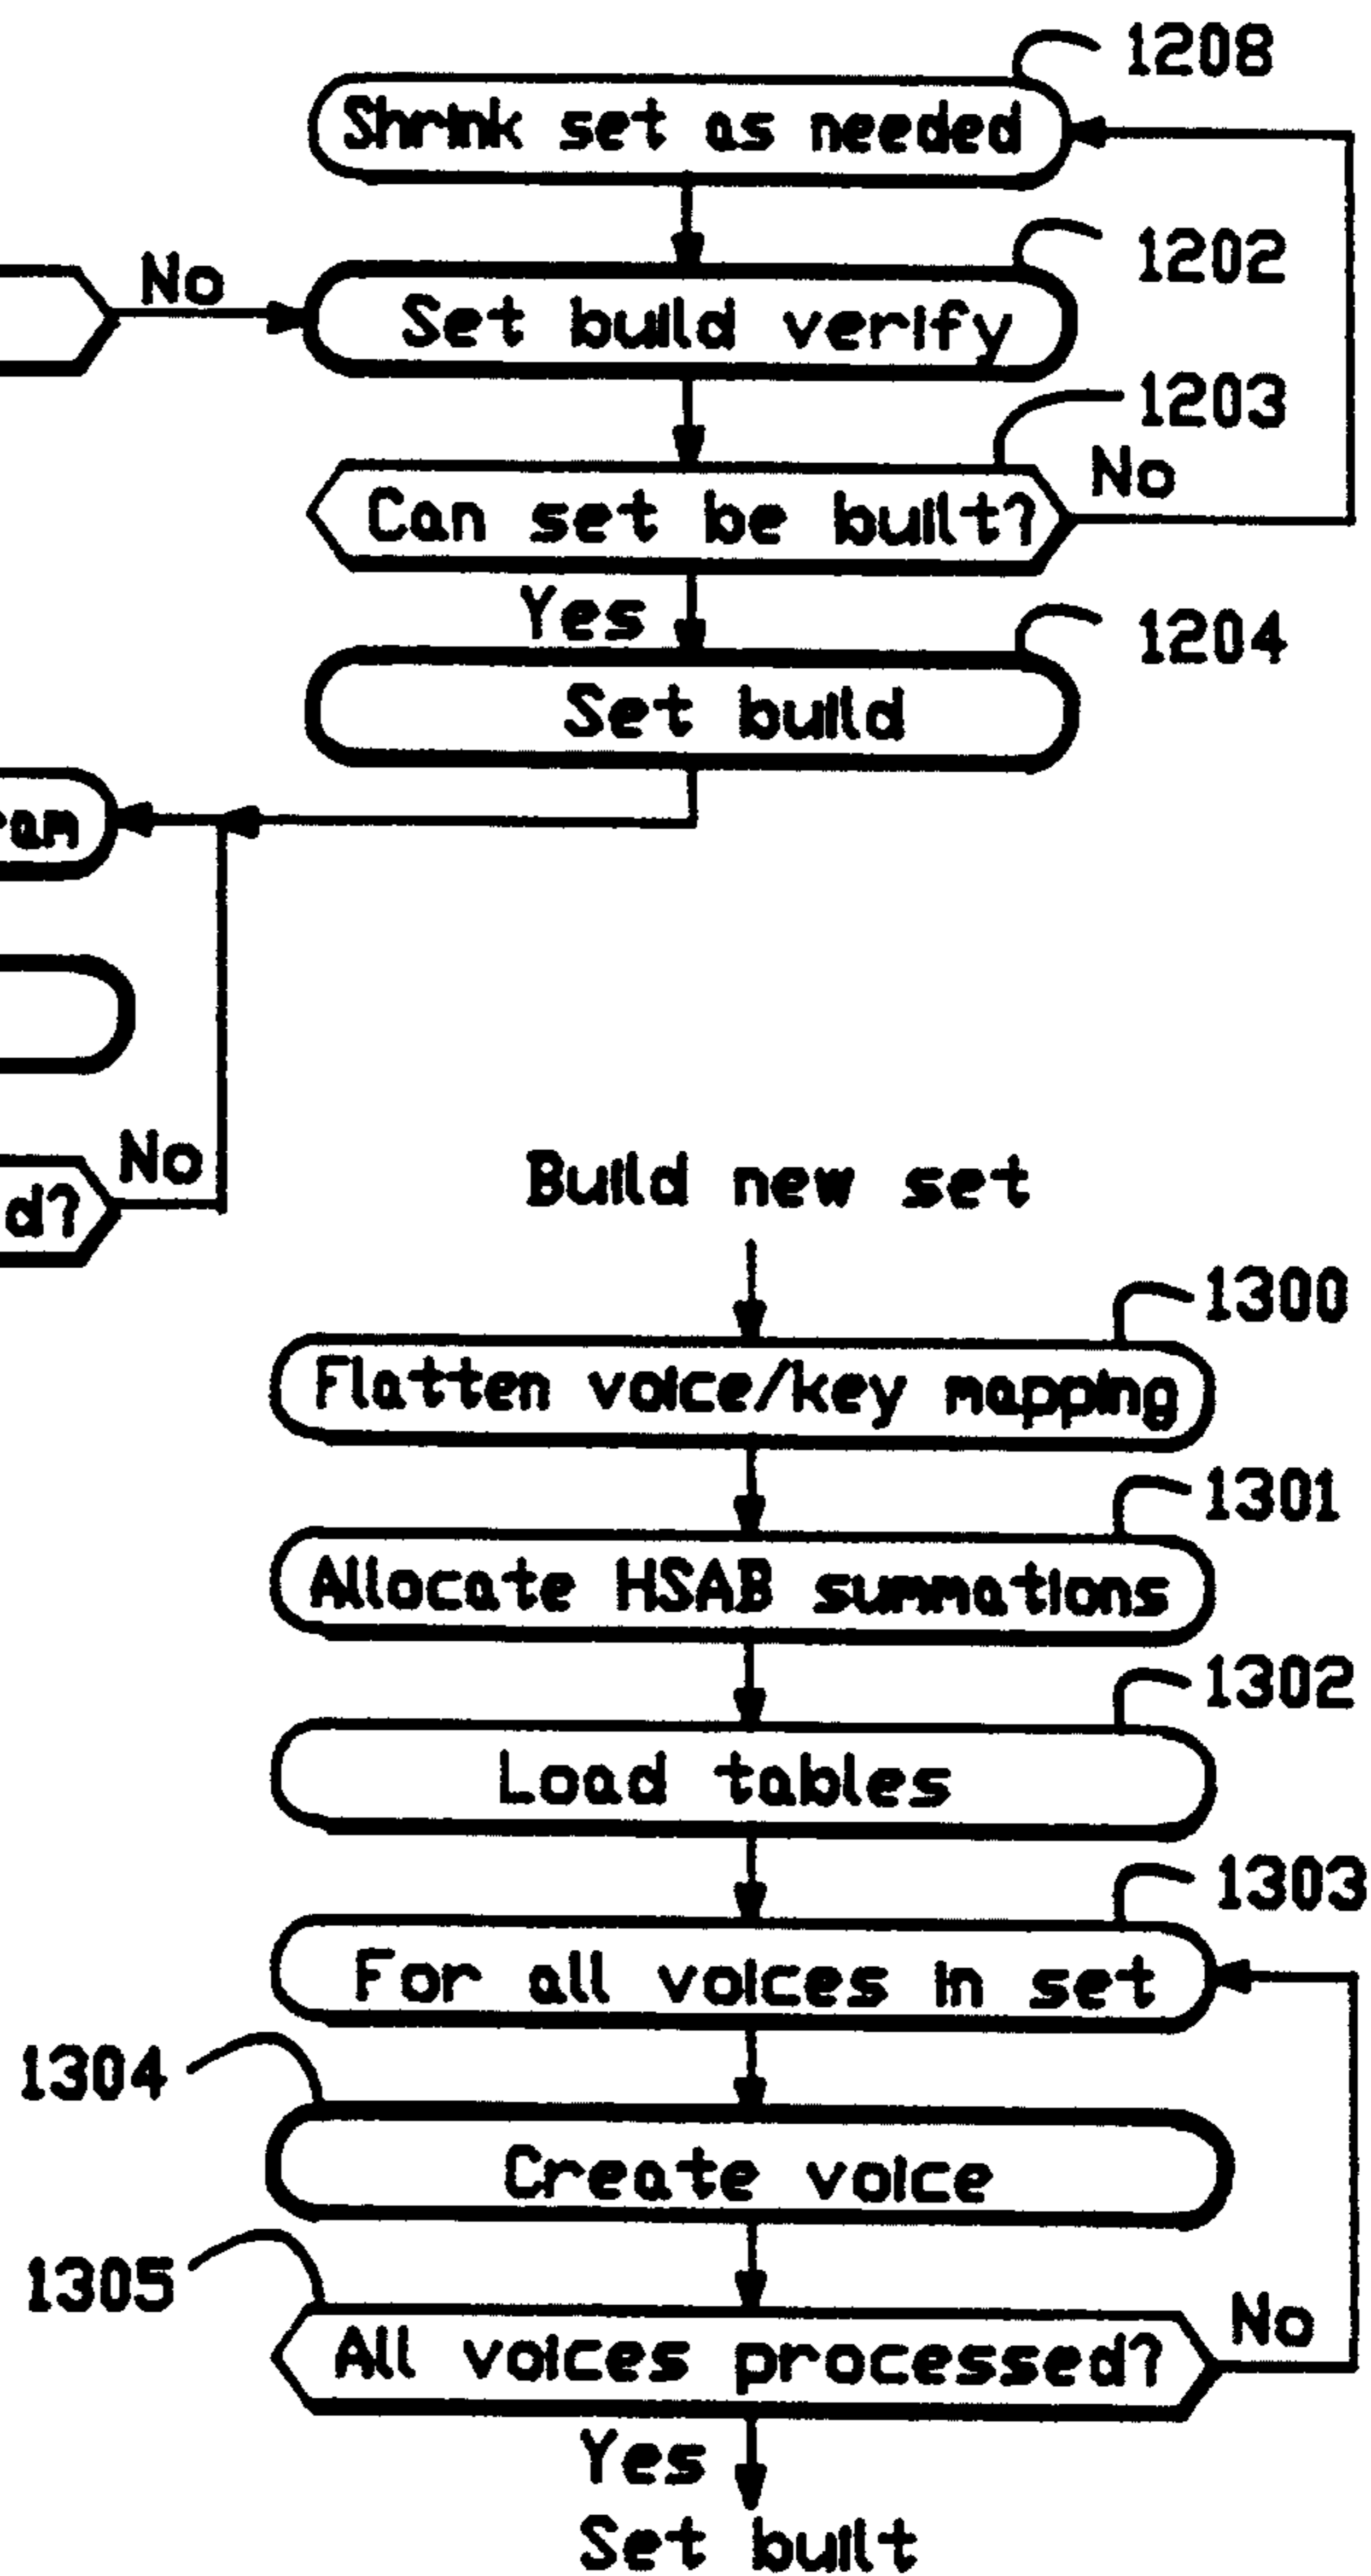 1208
Shrink set as needed
1202
No
Set build verify
1203
No
Can set be built?
Yes
1204
Set build
No
d?
Build new set
1300
Flatten voice/key mapping
1301
Allocate HSAB summations
1302
Load tables
1303
For all voices in set
1304
Create voice
1305
No
All voices processed?
Yes
Set built